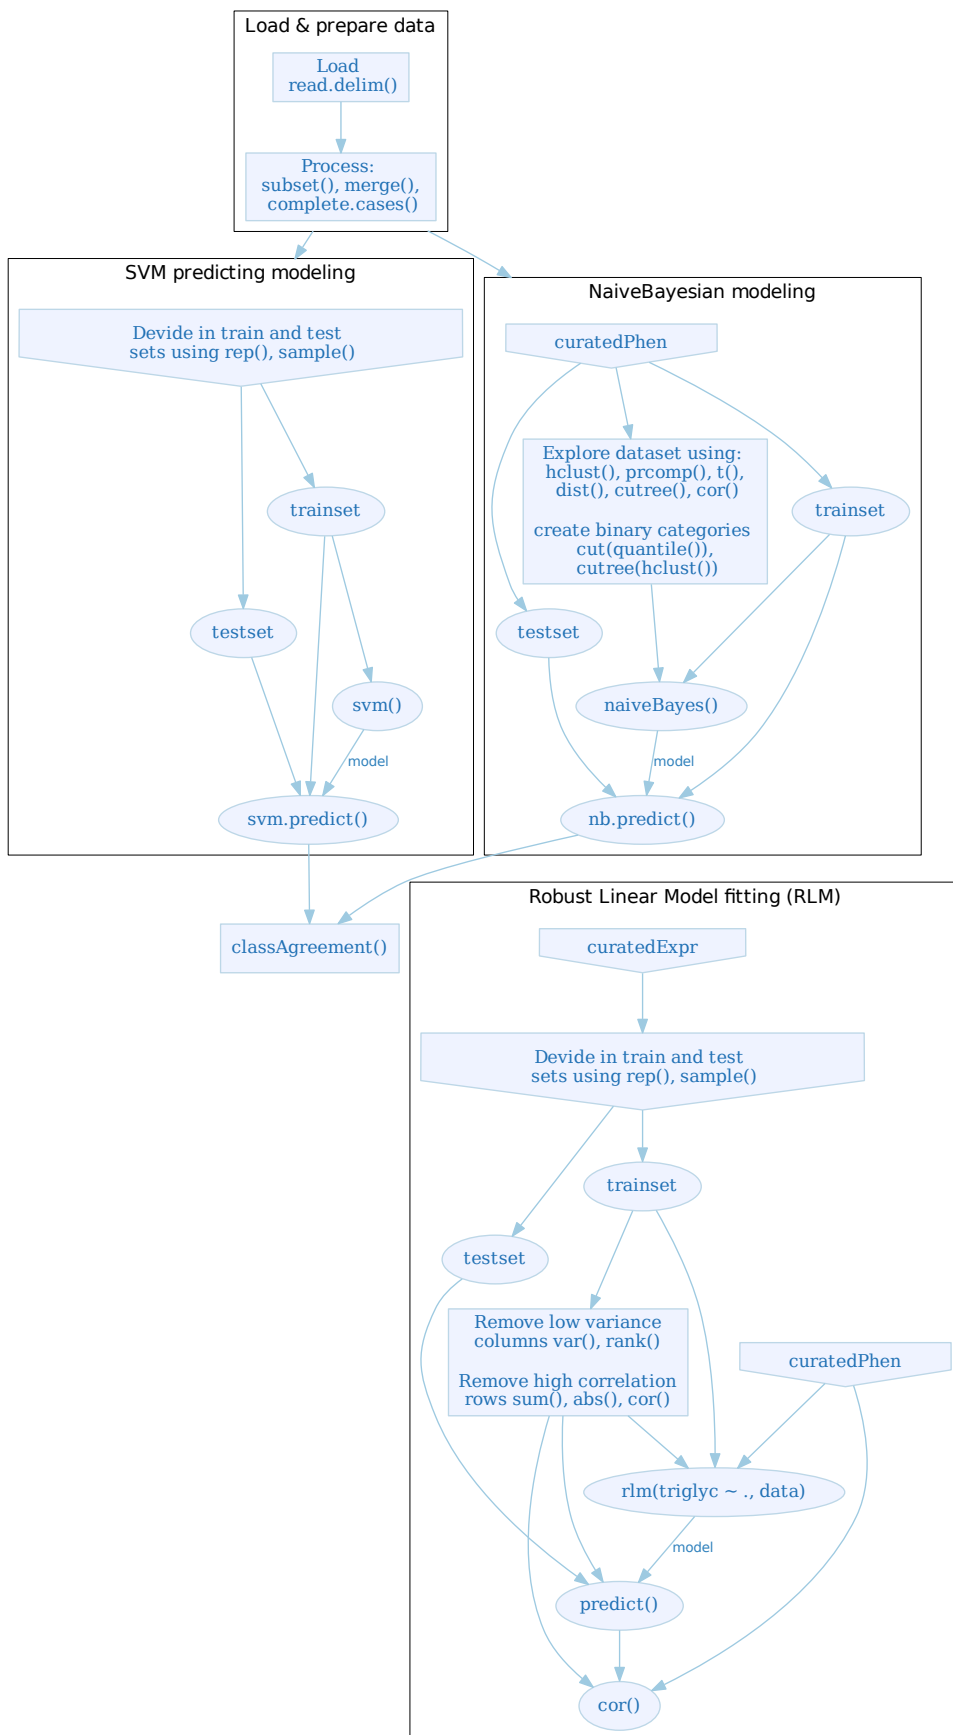 Load & prepare data
Load
read.delim()
Process:
subset(), merge(),
complete.cases()
SVM predicting modeling
Devide in train and test
sets using rep(), sample()
trainset
testset
svm()
model
svm.predict()
NaiveBayesian modeling
curatedPhen
Explore dataset using:
hclust(), prcomp(), t(),
dist(), cutree(), cor()
create binary categories
cut(quantile()),
cutree(hclust())
trainset
testset
naiveBayes()
model
nb.predict()
classAgreement()
Robust Linear Model fitting (RLM)
curatedExpr
Devide in train and test
sets using rep(), sample()
trainset
testset
Remove low variance
columns var(), rank()
Remove high correlation
rows sum(), abs(), cor()
curatedPhen
rlm(triglyc ~ ., data)
model
predict()
cor()